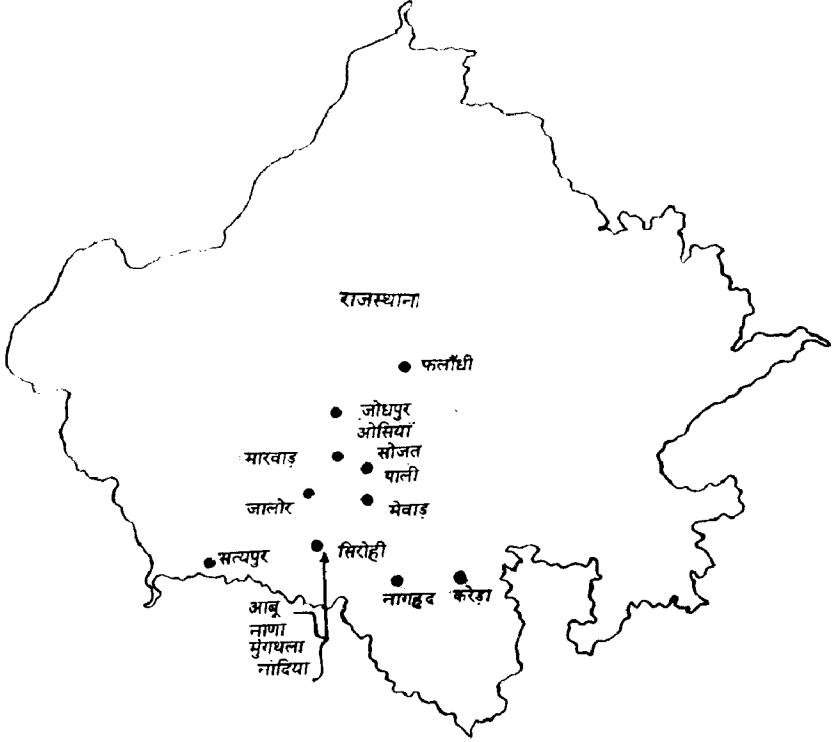 राजस्थान
फलौंधी
जोधपुर
ओसियां
मारवाड़
सोजत
पाली
जालोर
मेवाड़
सत्यपुर
सिरोही
नागह्रद
करेड़ा
आबू
नाणा
मुंगथला
नांदिया